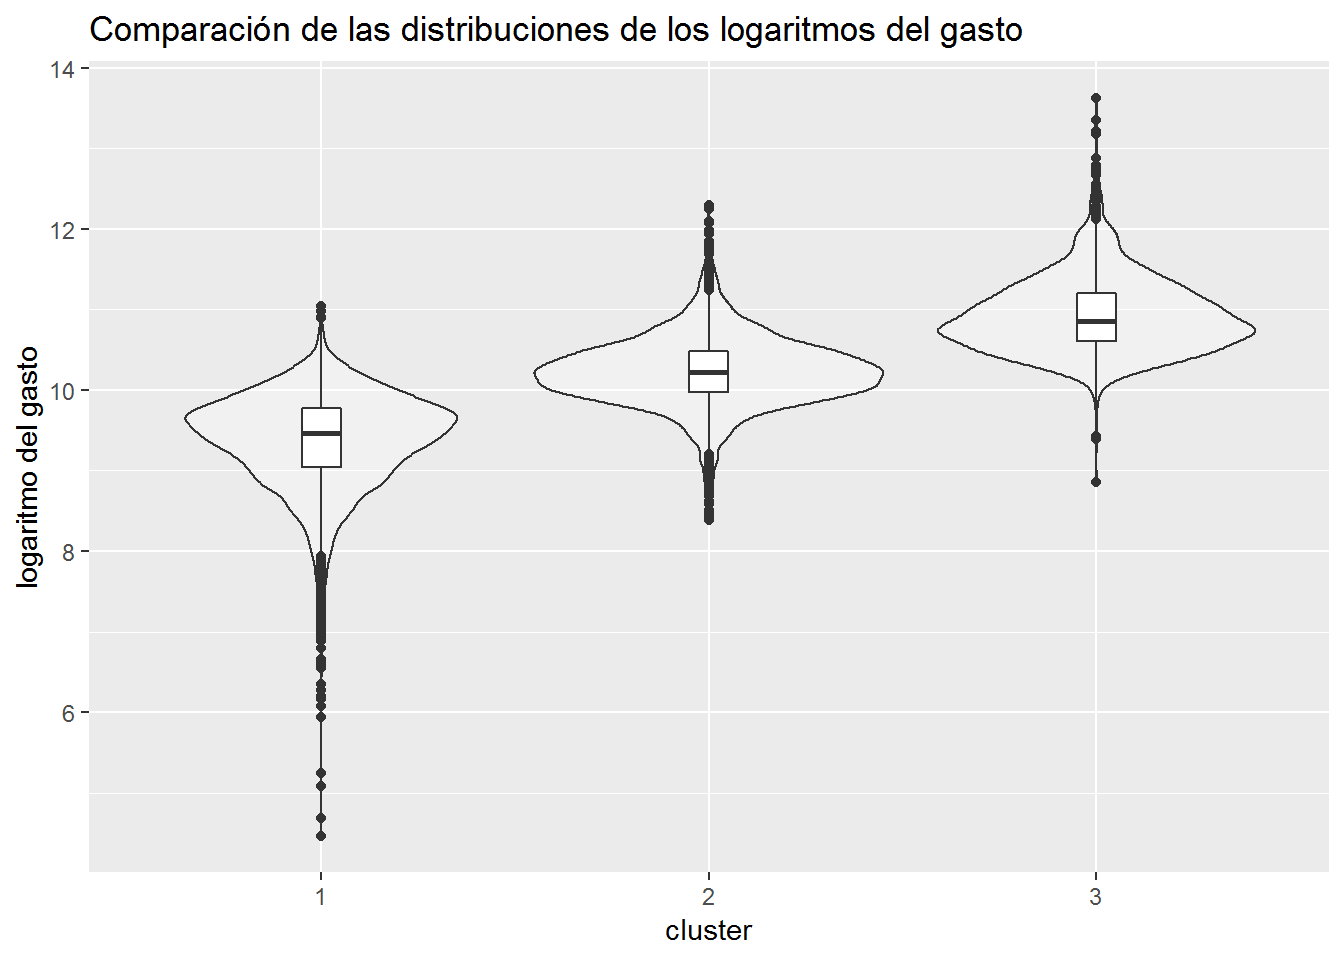 Comparación de las distribuciones de los logaritmos del gasto
14
12
10
8
6
logaritmo del gasto
1 2 3
cluster